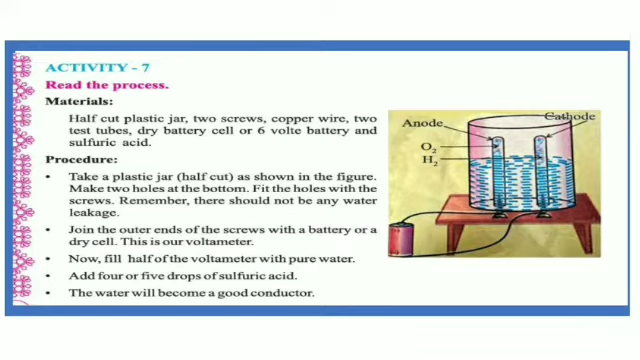 ACTIVITY - 7
Read the process.
Materials:
Half cut plastic jar, two screws, copper wire, two
test tubes, dry battery cell or 6 volte battery and
sulfuric acid.
Procedure:
• Take a plastic jar (half cut) as shown in the figure.
Make two holes at the bottom. Fit the holes with the
screws. Remember, there should not be any water
leakage.
• Join the outer ends of the screws with a battery or a
dry cell. This is our voltameter.
• Now, fill half of the voltameter with pure water.
• Add four or five drops of sulfuric acid.
• The water will become a good conductor.
Anode
Cathode
O2
H2